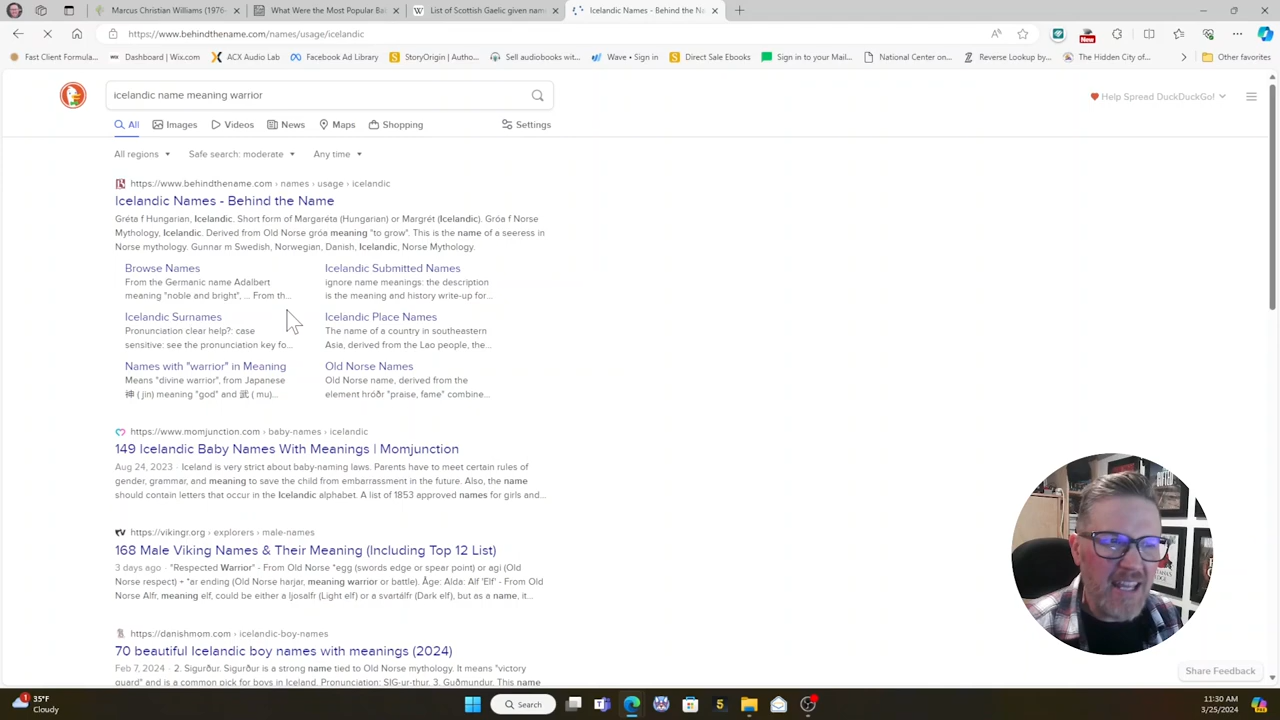 Marcus Christian Williams (1976-
What Were the Most Popular Ba
List of Scottish Gaelic given nam
Icelandic Names - Behind the Na
https://www.behindthename.com/names/usage/icelandic
Fast Client Formula...
Dashboard | Wix.com
ACX Audio Lab
Facebook Ad Library
StoryOrigin | Autho...
Sell audiobooks wit...
Wave • Sign in
Direct Sale Ebooks
Sign in to your Mail...
National Center on...
New
Reverse Lookup by...
The Hidden City of...
Other favorites
icelandic name meaning warrior
Help Spread DuckDuckGo!
All Images Videos News Maps Shopping Settings
All regions Safe search: moderate Any time
https://www.behindthename.com › names › usage › icelandic
Icelandic Names - Behind the Name
Gréta f Hungarian, Icelandic. Short form of Margaréta (Hungarian) or Margrét (Icelandic). Gróa f Norse
Mythology, Icelandic. Derived from Old Norse gróa meaning "to grow". This is the name of a seeress in
Norse mythology. Gunnar m Swedish, Norwegian, Danish, Icelandic, Norse Mythology.
Browse Names
From the Germanic name Adalbert
meaning "noble and bright", ... From th...
Icelandic Submitted Names
ignore name meanings: the description
is the meaning and history write-up for...
Icelandic Surnames
Pronunciation clear help?: case
sensitive: see the pronunciation key fo...
Icelandic Place Names
The name of a country in southeastern
Asia, derived from the Lao people, the...
Names with "warrior" in Meaning
Means "divine warrior", from Japanese
神 ( jin) meaning "god" and 武 ( mu)...
Old Norse Names
Old Norse name, derived from the
element hróðr "praise, fame" combine...
https://www.momjunction.com › baby-names › icelandic
149 Icelandic Baby Names With Meanings | Momjunction
Aug 24, 2023 · Iceland is very strict about baby-naming laws. Parents have to meet certain rules of
gender, grammar, and meaning to save the child from embarrassment in the future. Also, the name
should contain letters that occur in the Icelandic alphabet. A list of 1853 approved names for girls and...
https://vikingr.org › explorers › male-names
168 Male Viking Names & Their Meaning (Including Top 12 List)
3 days ago · "Respected Warrior" - From Old Norse *egg (swords edge or spear point) or agi (Old
Norse respect) + *ar ending (Old Norse harjar, meaning warrior or battle). Åge: Alda: Alf 'Elf' - From Old
Norse Alfr, meaning elf, could be either a ljosalfr (Light elf) or a svartálfr (Dark elf), but as a name, it...
https://danishmom.com › icelandic-boy-names
70 beautiful Icelandic boy names with meanings (2024)
Feb 7, 2024 · 2. Sigurður. Sigurður is a strong name tied to Old Norse mythology. It means "victory
guard" and is a common pick for boys in Iceland. Pronunciation: SIG-ur-thur. 3. Guðmundur. This name
Share Feedback
35°F
Cloudy
Search
11:30 AM
3/25/2024